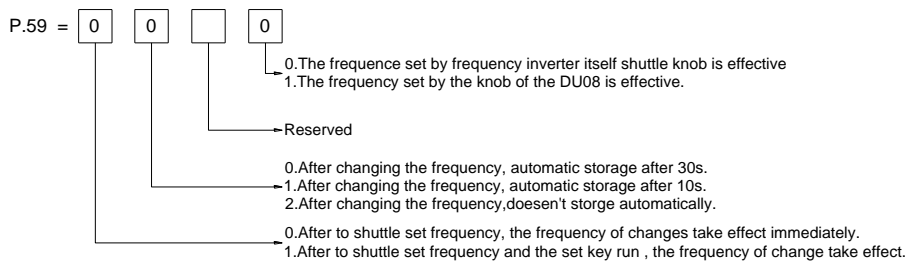 P.59 = 0 0 0
0.The frequence set by frequency inverter itself shuttle knob is effective
1.The frequency set by the knob of the DU08 is effective.
Reserved
0.After changing the frequency, automatic storage after 30s.
1.After changing the frequency, automatic storage after 10s.
2.After changing the frequency,doesen't storge automatically.
0.After to shuttle set frequency, the frequency of changes take effect immediately.
1.After to shuttle set frequency and the set key run , the frequency of change take effect.